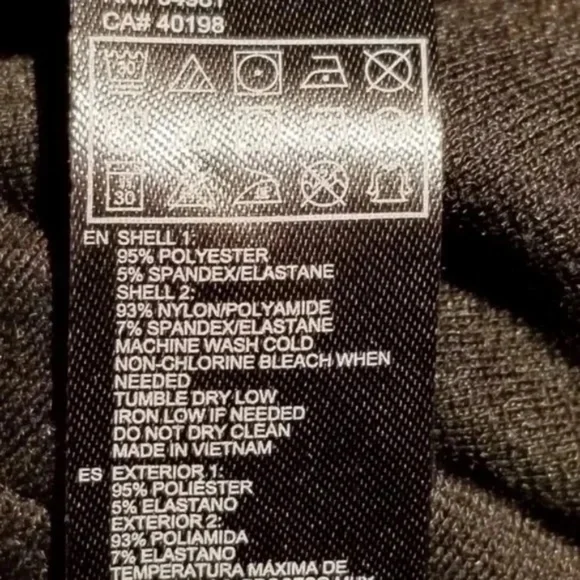 CA# 40198
30
30
EN SHELL 1:
95% POLYESTER
5% SPANDEX/ELASTANE
SHELL 2:
93% NYLON/POLYAMIDE
7% SPANDEX/ELASTANE
MACHINE WASH COLD
NON-CHLORINE BLEACH WHEN
NEEDED
TUMBLE DRY LOW
IRON LOW IF NEEDED
DO NOT DRY CLEAN
MADE IN VIETNAM
ES EXTERIOR 1:
95% POLIÉSTER
5% ELASTANO
EXTERIOR 2:
93% POLIAMIDA
7% ELASTANO
TEMPERATURA MÁXIMA DE